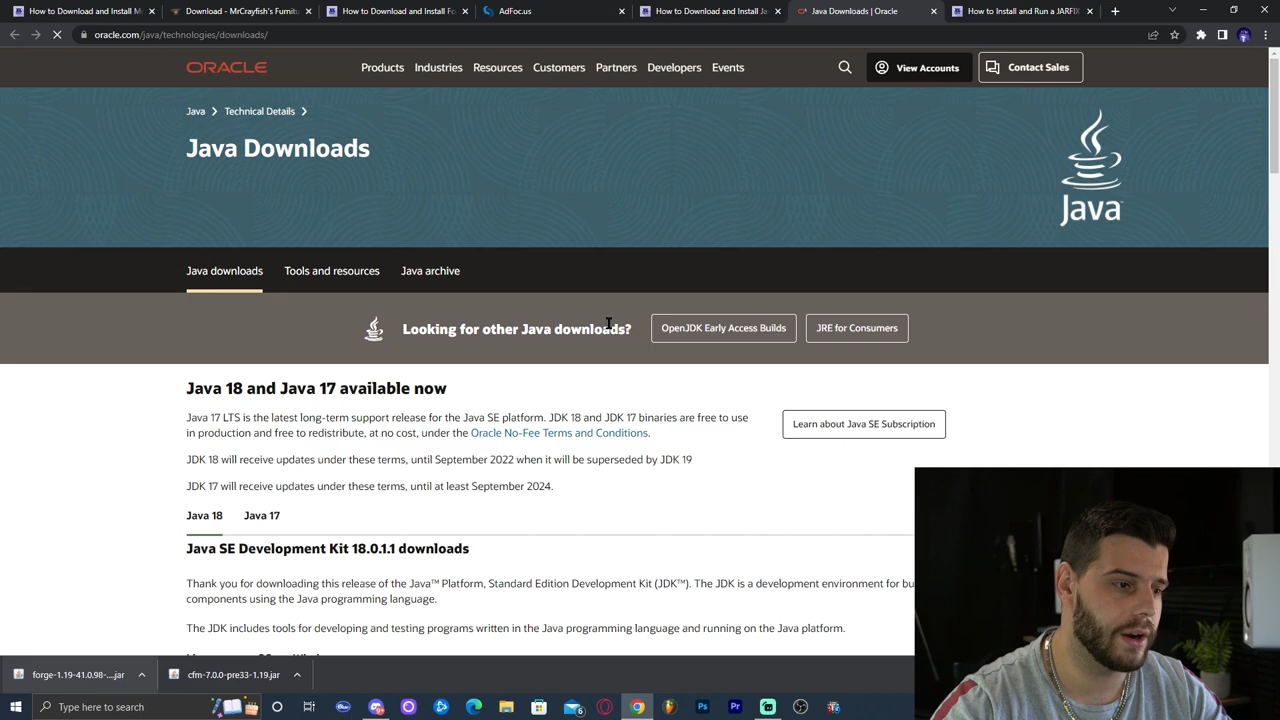 How to Download and Install M
Download - MrCrayfish's Furnitu
How to Download and Install Fo
AdFoc.us
How to Download and Install Ja
Java Downloads | Oracle
How to Install and Run a JARFIX
oracle.com/java/technologies/downloads/
ORACLE
Products
Industries
Resources
Customers
Partners
Developers
Events
View Accounts
Contact Sales
Java
Technical Details
Java Downloads
Java
Java downloads
Tools and resources
Java archive
Looking for other Java downloads?
OpenJDK Early Access Builds
JRE for Consumers
Java 18 and Java 17 available now
Java 17 LTS is the latest long-term support release for the Java SE platform. JDK 18 and JDK 17 binaries are free to use
in production and free to redistribute, at no cost, under the Oracle No-Fee Terms and Conditions.
Learn about Java SE Subscription
JDK 18 will receive updates under these terms, until September 2022 when it will be superseded by JDK 19
JDK 17 will receive updates under these terms, until at least September 2024.
Java 18
Java 17
Java SE Development Kit 18.0.1.1 downloads
Thank you for downloading this release of the Java™ Platform, Standard Edition Development Kit (JDK™). The JDK is a development environment for bu
components using the Java programming language.
The JDK includes tools for developing and testing programs written in the Java programming language and running on the Java platform.
forge-1.19-41.0.98-....jar
cfm-7.0.0-pre33-1.19.jar
Type here to search